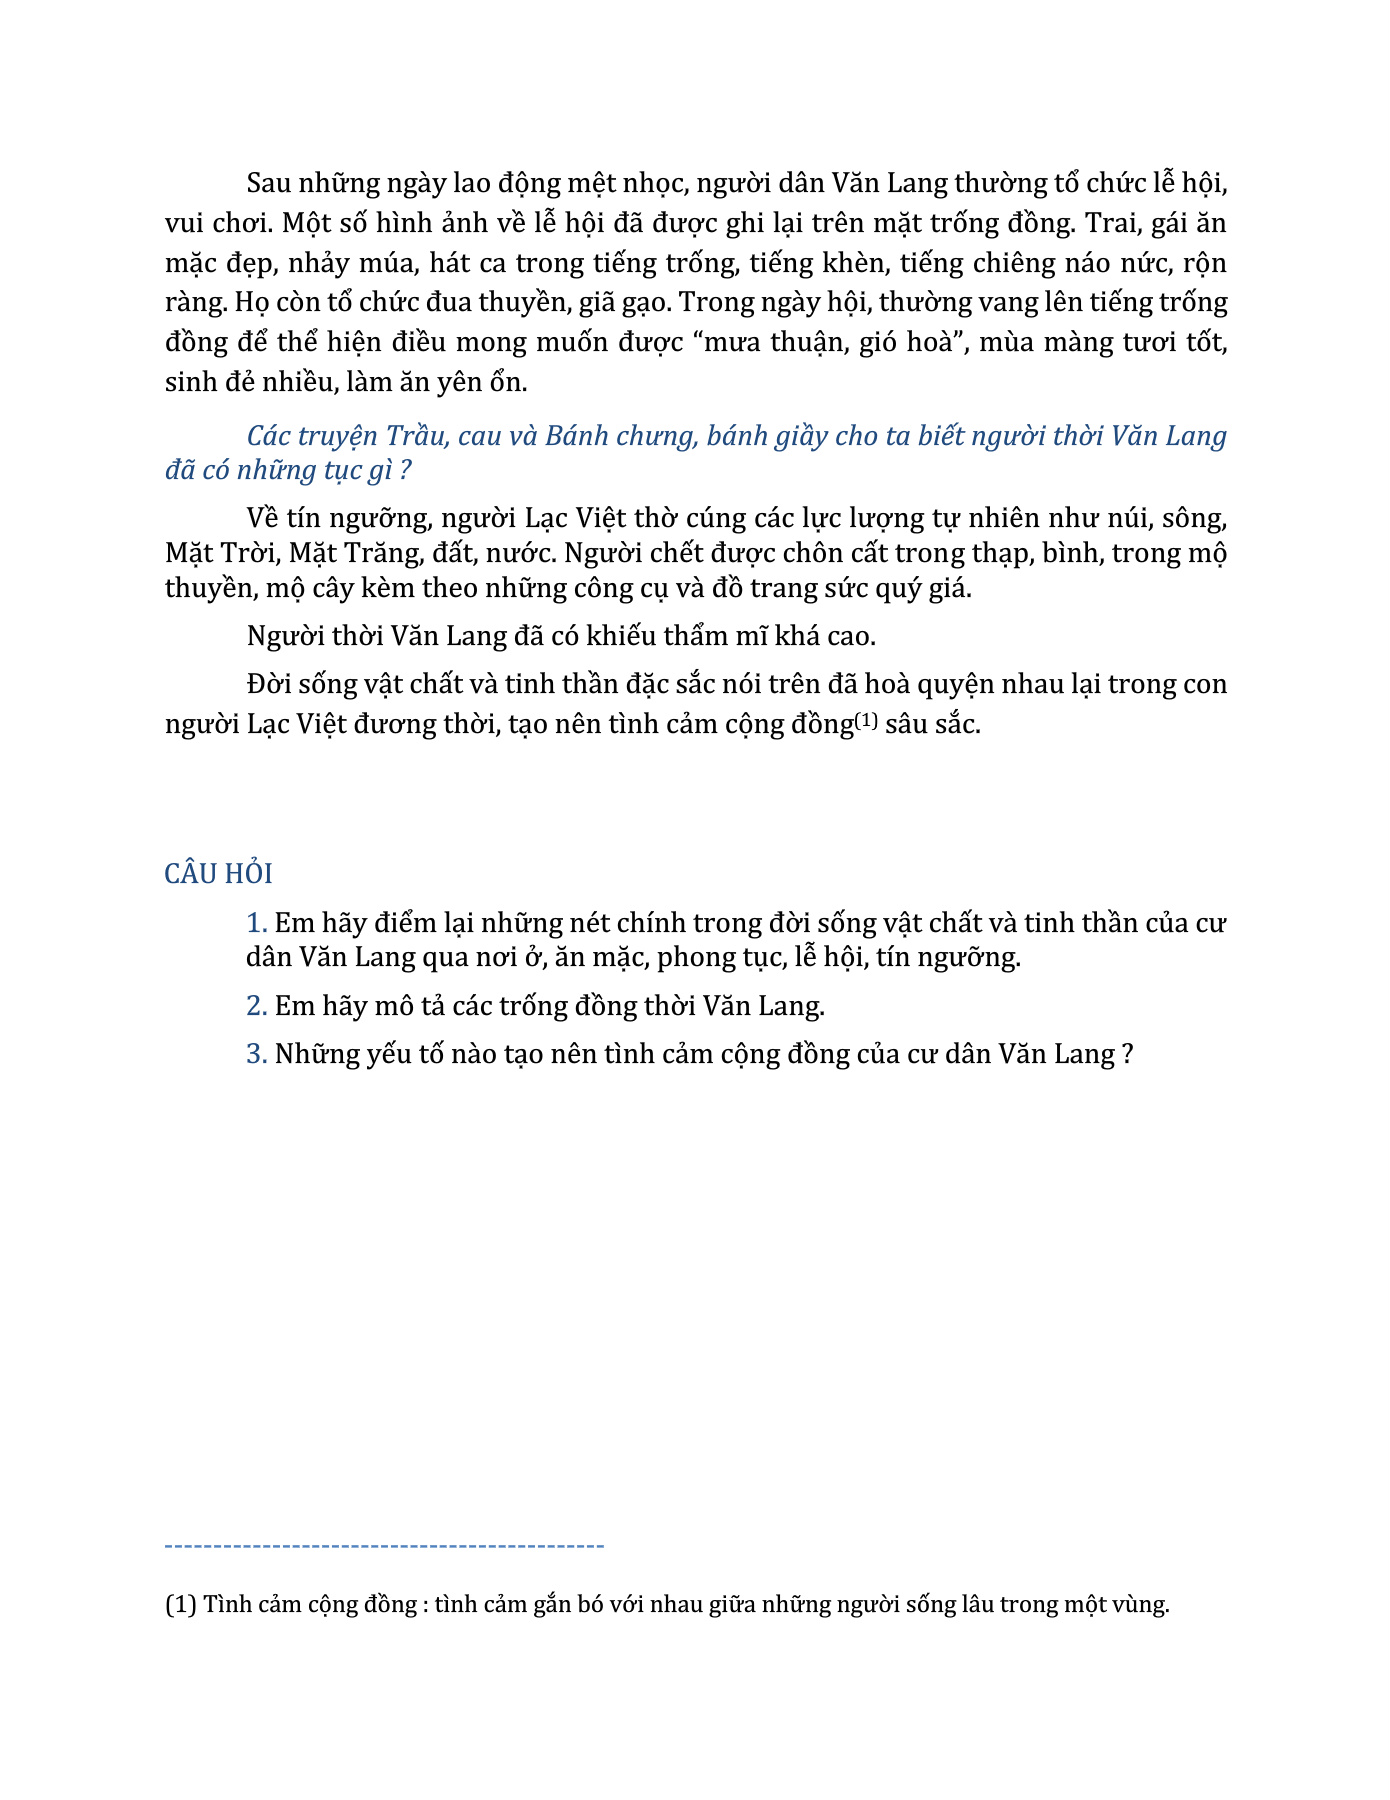 Sau những ngày lao động mệt nhọc, người dân Văn Lang thường tổ chức lễ hội,
vui chơi. Một số hình ảnh về lễ hội đã được ghi lại trên mặt trống đồng. Trai, gái ăn
mặc đẹp, nhảy múa, hát ca trong tiếng trống, tiếng khèn, tiếng chiêng náo nức, rộn
ràng. Họ còn tổ chức đua thuyền, giã gạo. Trong ngày hội, thường vang lên tiếng trống
đồng để thể hiện điều mong muốn được “mưa thuận, gió hoà”, mùa màng tươi tốt,
sinh đẻ nhiều, làm ăn yên ổn.
Các truyện Trầu, cau và Bánh chưng, bánh giầy cho ta biết người thời Văn Lang
đã có những tục gì ?
Về tín ngưỡng, người Lạc Việt thờ cúng các lực lượng tự nhiên như núi, sông,
Mặt Trời, Mặt Trăng, đất, nước. Người chết được chôn cất trong thạp, bình, trong mộ
thuyền, mộ cây kèm theo những công cụ và đồ trang sức quý giá.
Người thời Văn Lang đã có khiếu thẩm mĩ khá cao.
Đời sống vật chất và tinh thần đặc sắc nói trên đã hoà quyện nhau lại trong con
người Lạc Việt đương thời, tạo nên tình cảm cộng đồng(1) sâu sắc.
CÂU HỎI
1. Em hãy điểm lại những nét chính trong đời sống vật chất và tinh thần của cư
dân Văn Lang qua nơi ở, ăn mặc, phong tục, lễ hội, tín ngưỡng.
2. Em hãy mô tả các trống đồng thời Văn Lang.
3. Những yếu tố nào tạo nên tình cảm cộng đồng của cư dân Văn Lang ?
--------------------------------------------
(1) Tình cảm cộng đồng : tình cảm gắn bó với nhau giữa những người sống lâu trong một vùng.